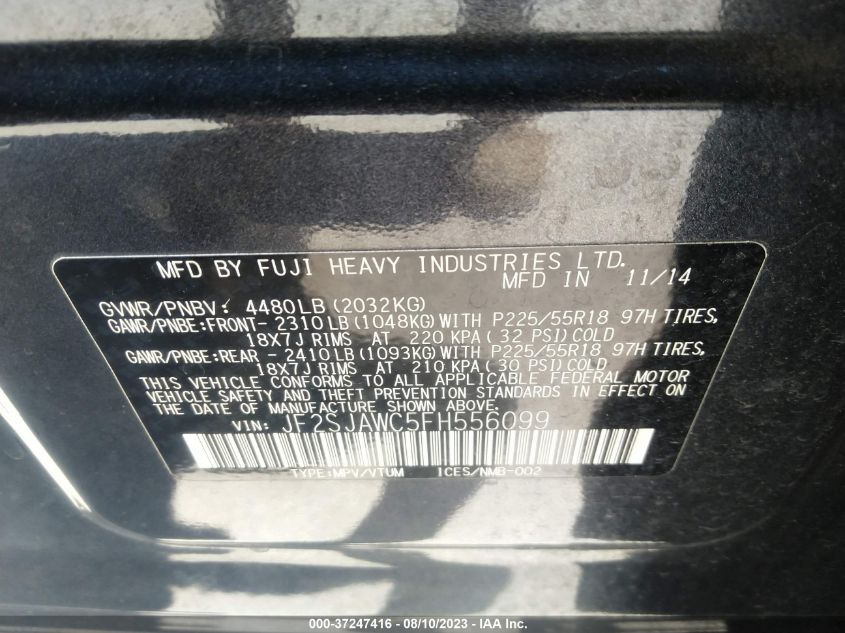 MFD BY FUJI HEAVY INDUSTRIES LTD.
MFD IN 11/14
GVWR/PNBV: 4480LB (2032KG)
GAWR/PNBE:FRONT- 2310LB (1048KG) WITH P225/55R18 97H TIRES,
18X7J RIMS AT 220 KPA ( 32 PSI) COLD
GAWR/PNBE:REAR - 2410LB (1093KG) WITH P225/55R18 97H TIRES,
18X7J RIMS AT 210 KPA ( 30 PSI) COLD
THIS VEHICLE CONFORMS TO ALL APPLICABLE FEDERAL MOTOR
VEHICLE SAFETY AND THEFT PREVENTION STANDARDS IN EFFECT ON
THE DATE OF MANUFACTURE SHOWN ABOVE.
VIN: JF2SJAWC5FH556099
TYPE:MPV/VTUM ICES/NMB-002
000-37247416 - 08/10/2023 - IAA Inc.